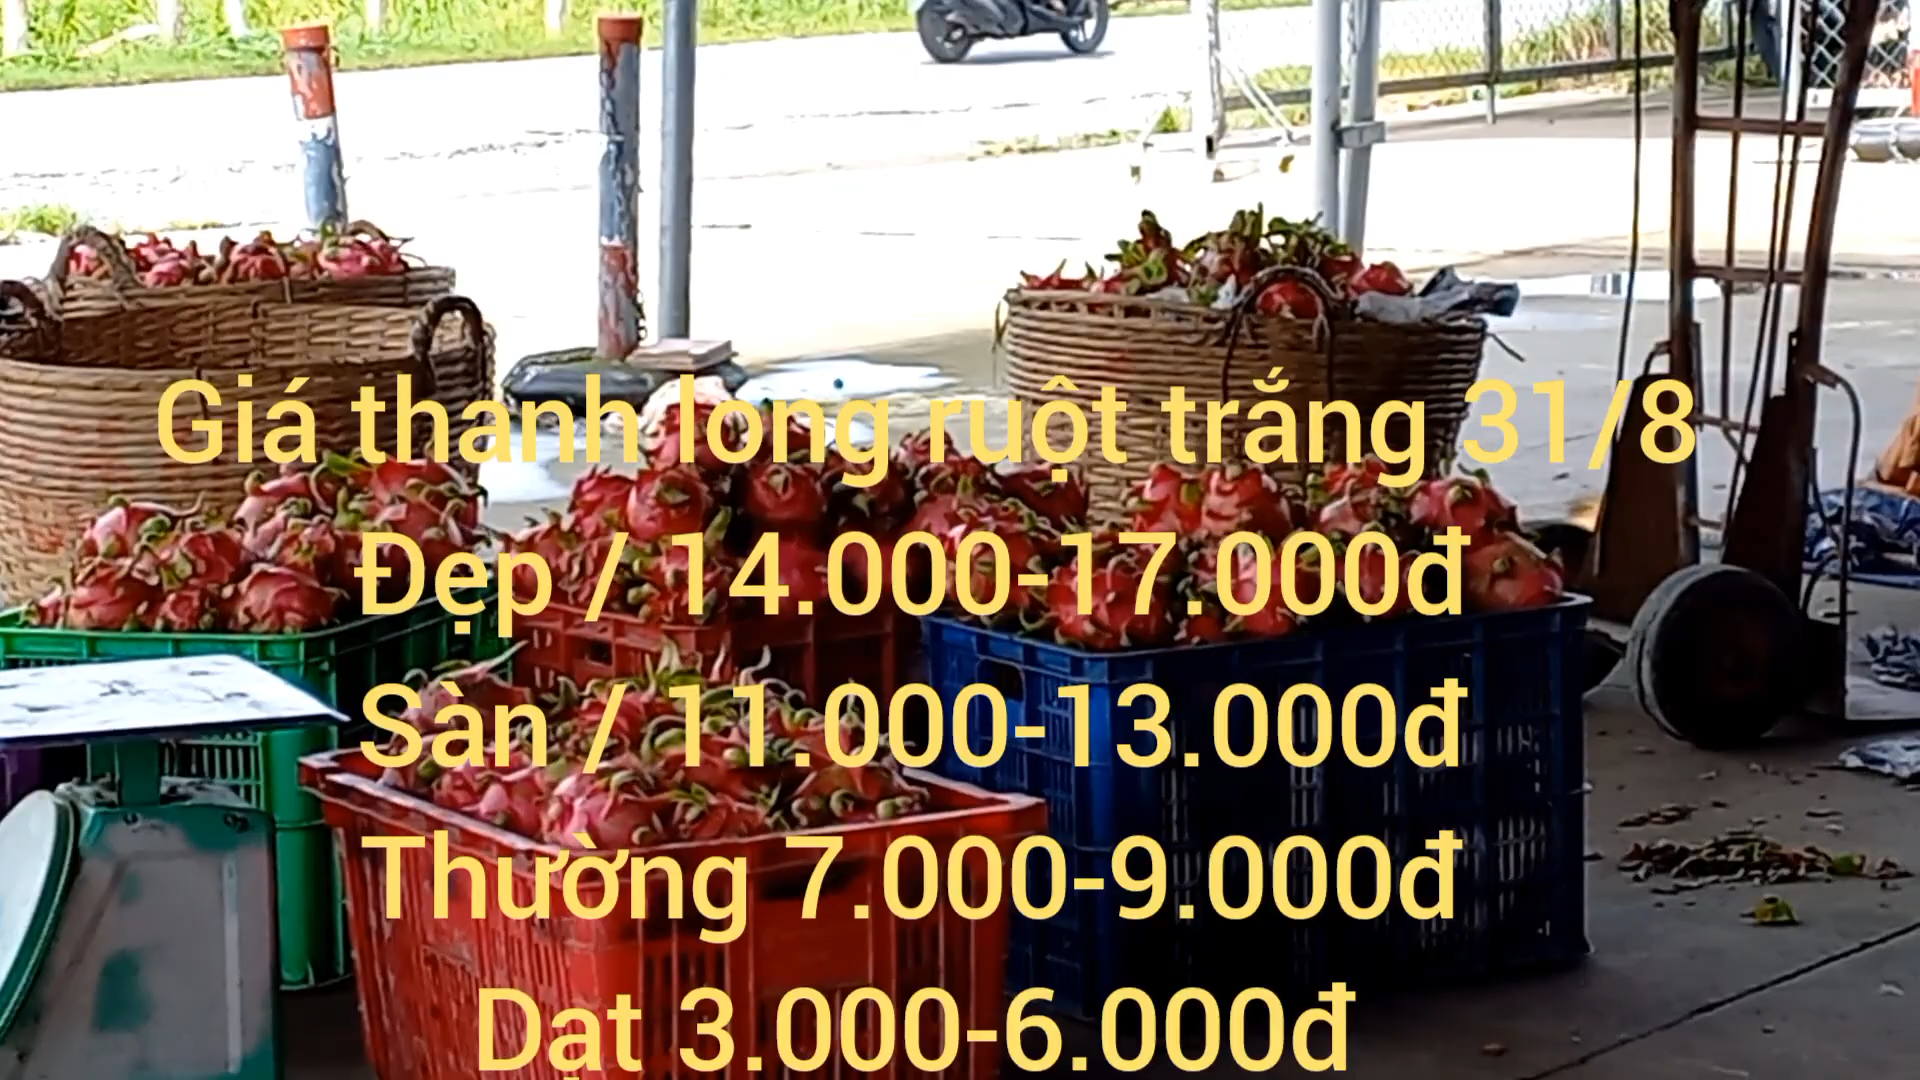 Giá thanh long ruột trắng 31/8
Đẹp / 14.000-17.000đ
Sàn / 11.000-13.000đ
Thường 7.000-9.000đ
Dạt 3.000-6.000đ